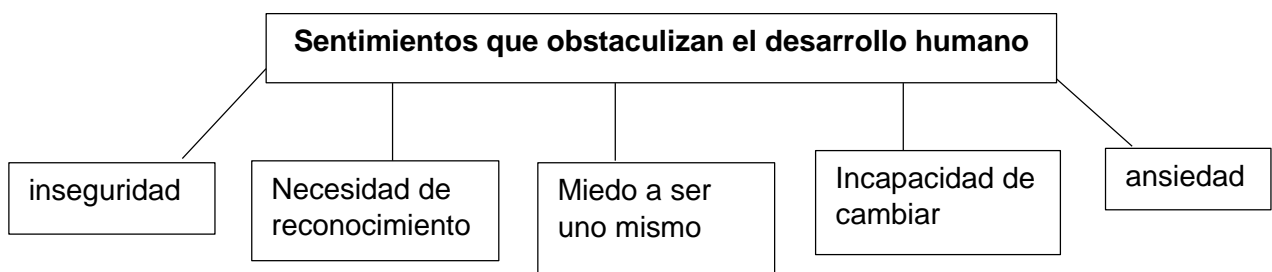 Sentimientos que obstaculizan el desarrollo humano
inseguridad
Necesidad de
reconocimiento
Miedo a ser
uno mismo
Incapacidad de
cambiar
ansiedad